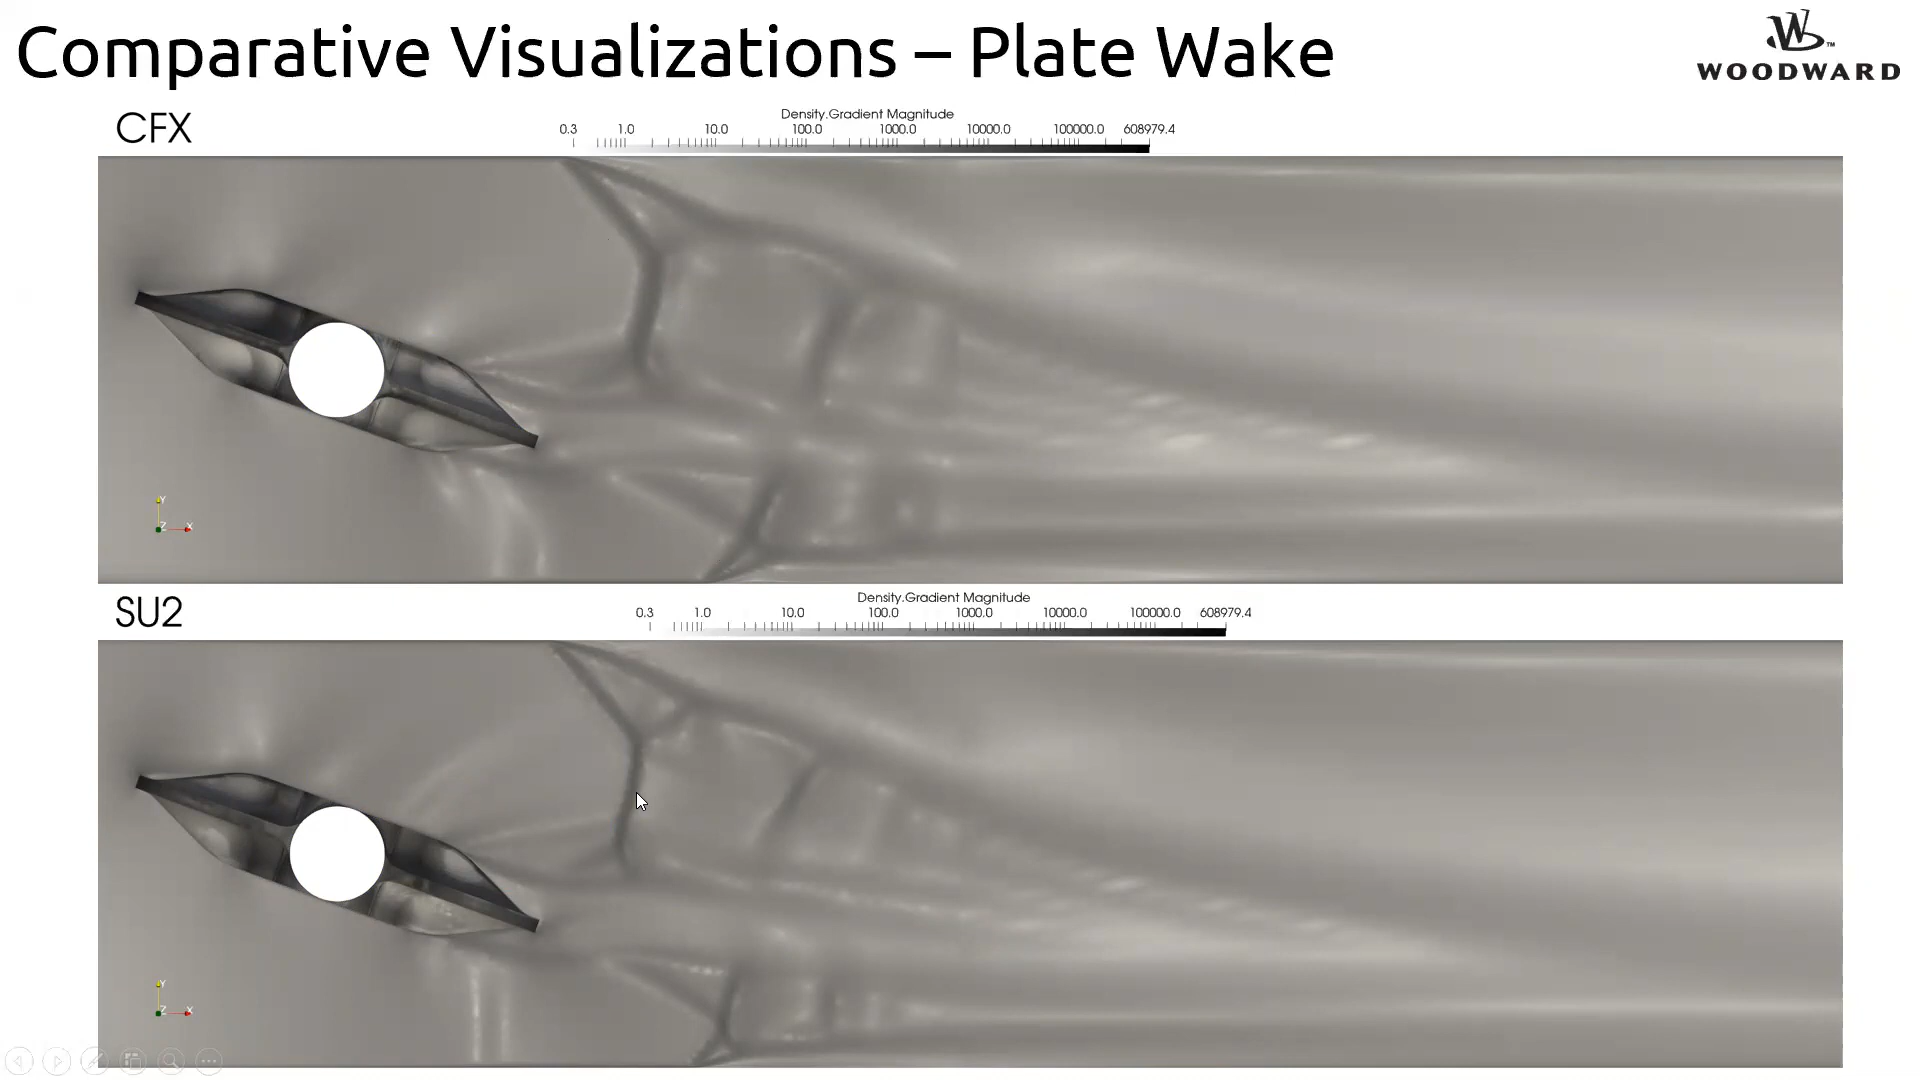 Comparative Visualizations – Plate Wake
W™
WOODWARD
CFX
Density.Gradient Magnitude
0.3 1.0 10.0 100.0 1000.0 10000.0 100000.0 608979.4
Y
Z X
SU2
Density.Gradient Magnitude
0.3 1.0 10.0 100.0 1000.0 10000.0 100000.0 608979.4
Y
Z X